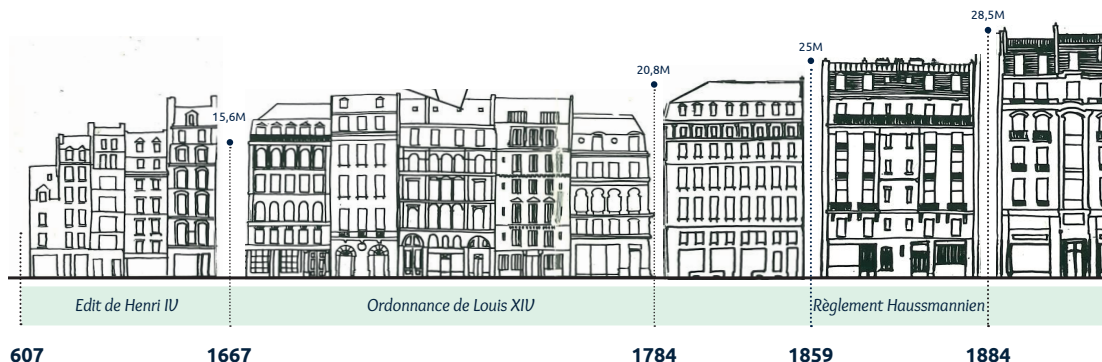 28,5M
25M
20,8M
15,6M
Edit de Henri IV
Ordonnance de Louis XIV
Règlement Haussmannien
607
1667
1784
1859
1884